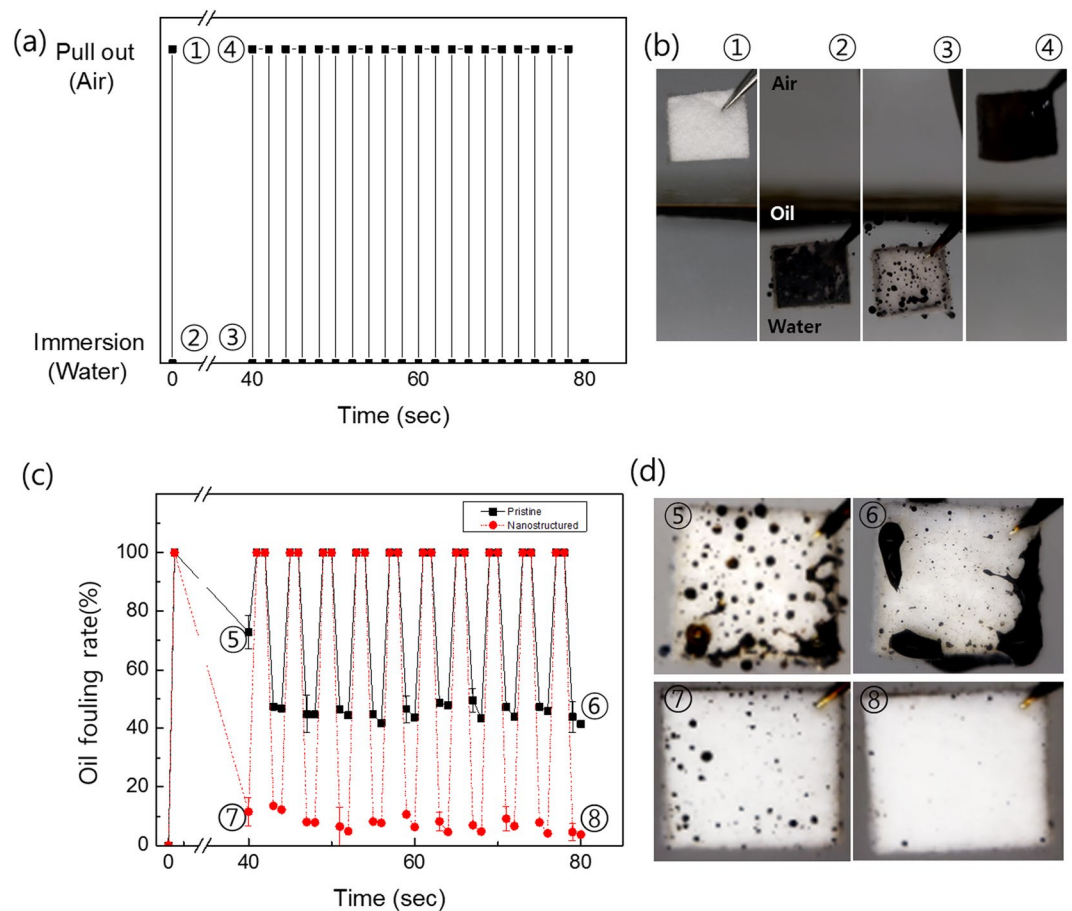 (a)
Pull out
(Air)
① ④
Immersion
(Water)
② ③
0 40 60 80
Time (sec)
(b)
① ② ③ ④
Air
Oil
Water
(c)
Oil fouling rate(%)
100
80
60
40
20
0
Pristine
Nanostructured
⑤
⑥
⑦
⑧
0 40 60 80
Time (sec)
(d)
⑤ ⑥
⑦ ⑧